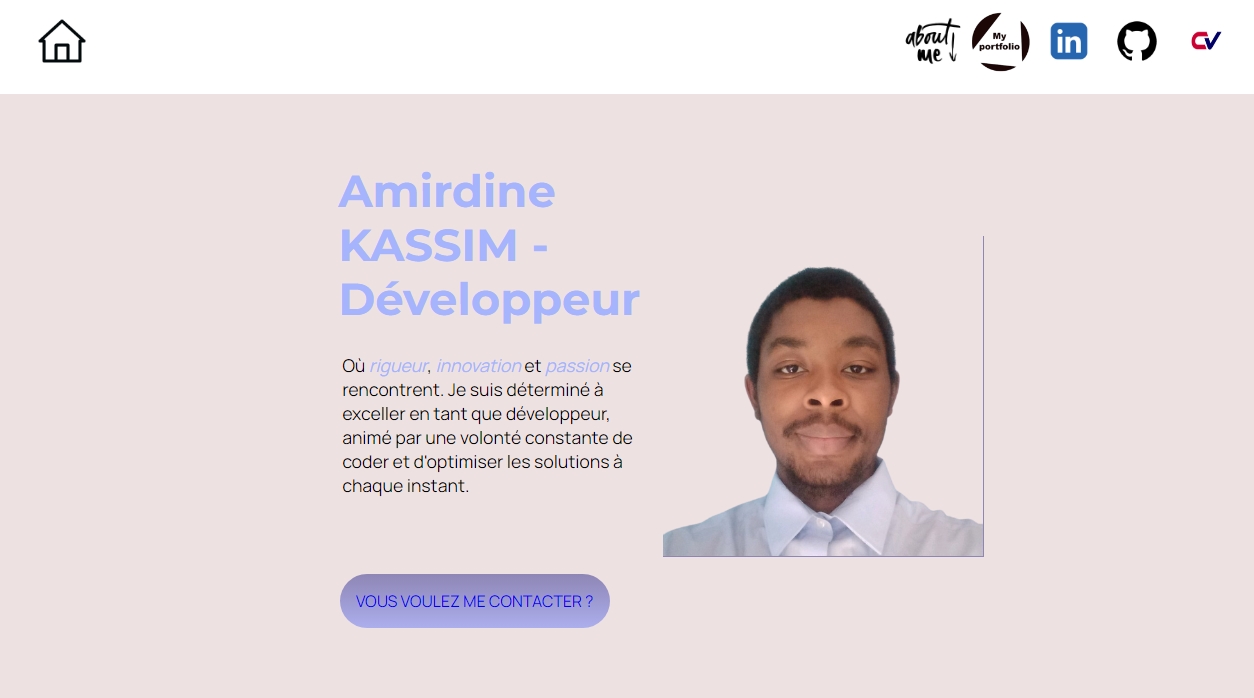 about
me
My
portfolio
in
CV
Amirdine
KASSIM -
Développeur
Où rigueur, innovation et passion se
rencontrent. Je suis déterminé à
exceller en tant que développeur,
animé par une volonté constante de
coder et d'optimiser les solutions à
chaque instant.
VOUS VOULEZ ME CONTACTER ?